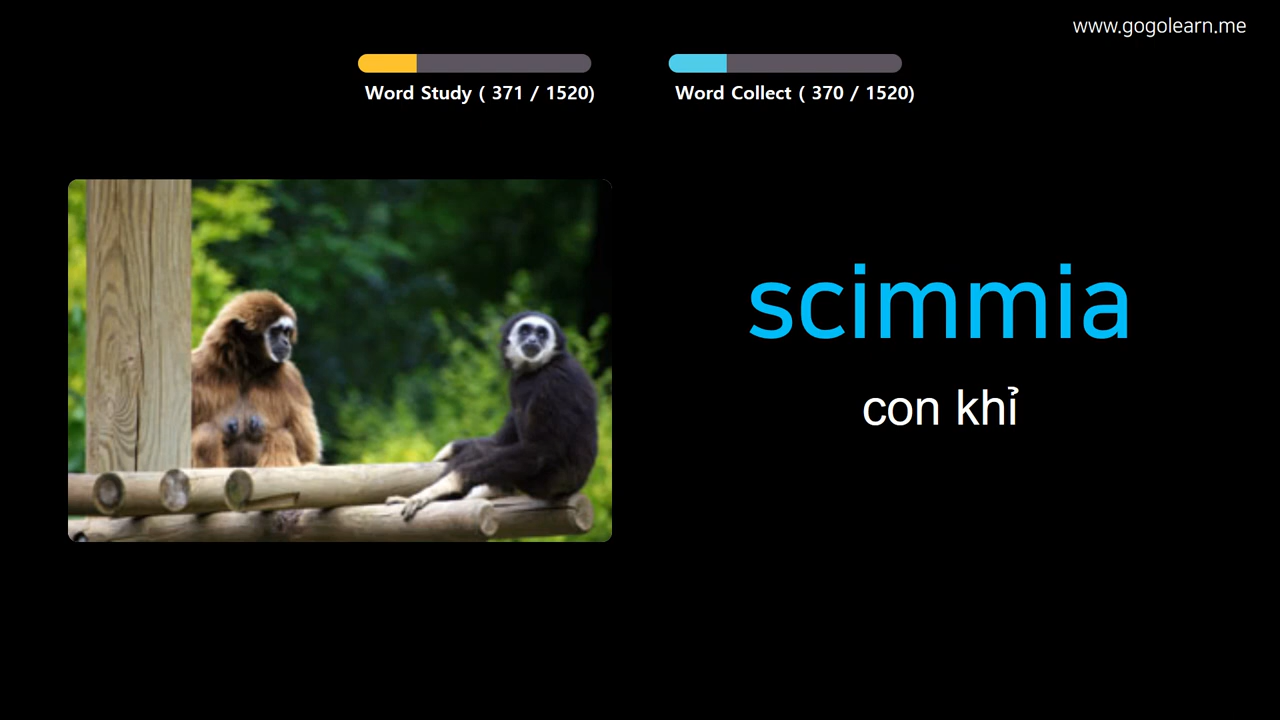 www.gogolearn.me
Word Study ( 371 / 1520)
Word Collect ( 370 / 1520)
scimmia
con khỉ